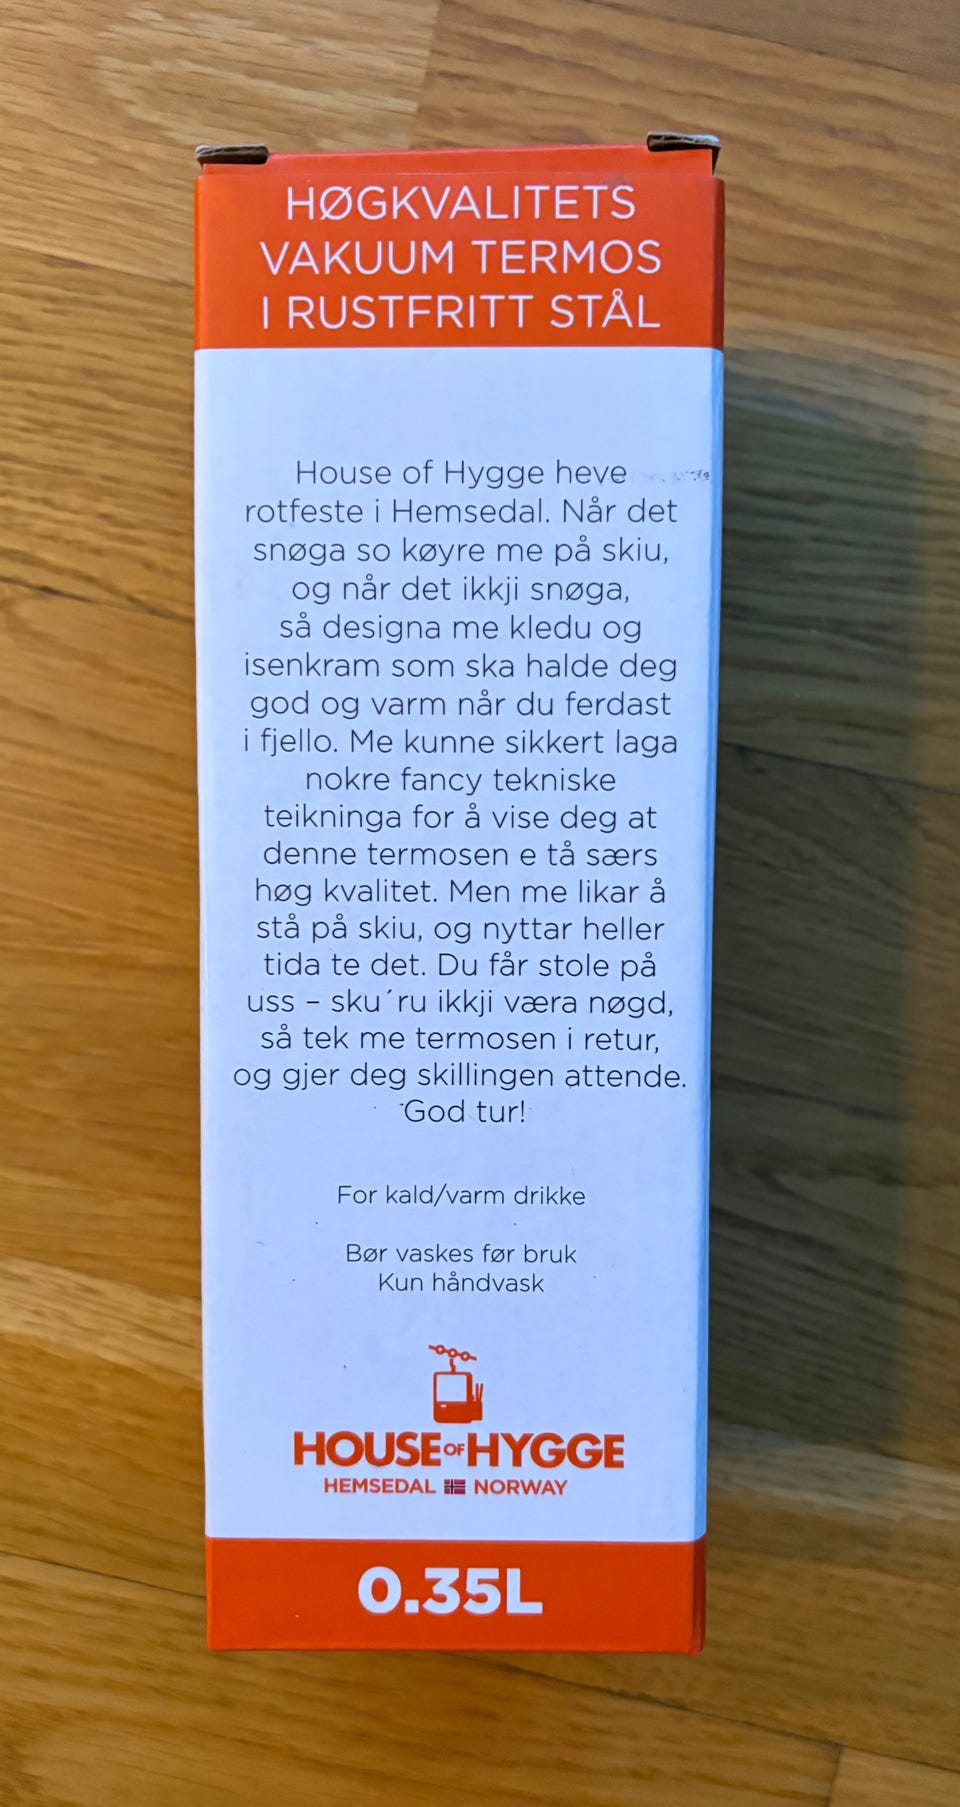 HØGKVALITETS
VAKUUM TERMOS
I RUSTFRITT STÅL
House of Hygge heve
rotfeste i Hemsedal. Når det
snøga so køyre me på skiu,
og når det ikkji snøga,
så designa me kledu og
isenkram som ska halde deg
god og varm når du ferdast
i fjello. Me kunne sikkert laga
nokre fancy tekniske
teikninga for å vise deg at
denne termosen e tå særs
høg kvalitet. Men me likar å
stå på skiu, og nyttar heller
tida te det. Du får stole på
uss – sku´ru ikkji væra nøgd,
så tek me termosen i retur,
og gjer deg skillingen attende.
God tur!
For kald/varm drikke
Bør vaskes før bruk
Kun håndvask
HOUSE OF HYGGE
HEMSEDAL NORWAY
0.35L